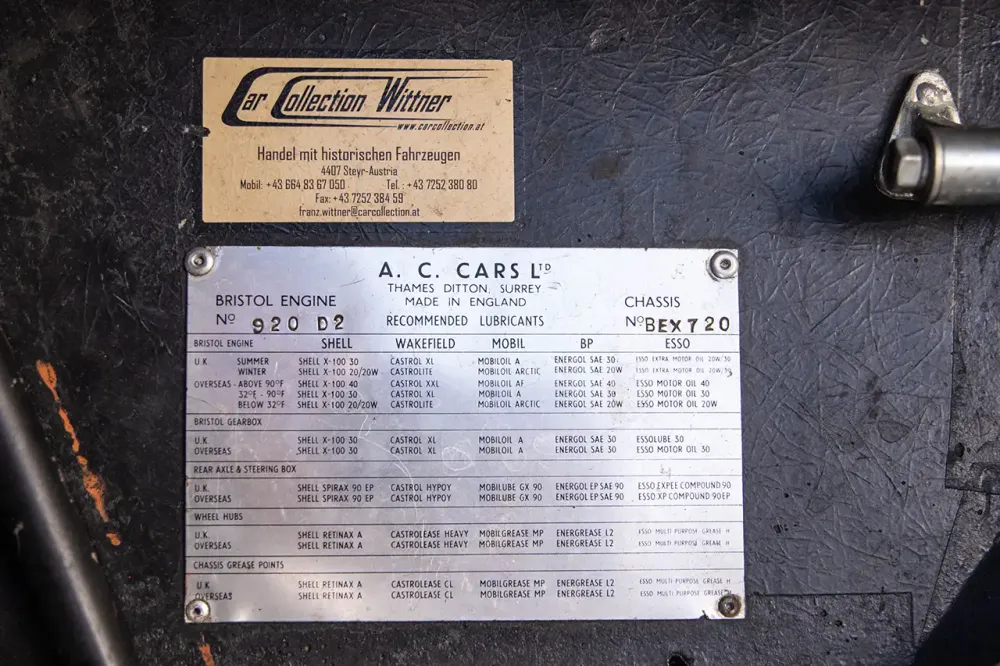 Car Collection Wittner
www.carcollection.at
Handel mit historischen Fahrzeugen
4407 Steyr-Austria
Mobil: +43 664 83 67 050 Tel.: +43 7252 380 80
Fax: +43 7252 384 59
franz.wittner@carcollection.at
A. C. CARS LTD
THAMES DITTON, SURREY
BRISTOL ENGINE MADE IN ENGLAND CHASSIS
Nº 920 D2 RECOMMENDED LUBRICANTS Nº BEX720
BRISTOL ENGINE SHELL WAKEFIELD MOBIL BP ESSO
U.K SUMMER SHELL X-100 30 CASTROL XL MOBILOIL A ENERGOL SAE 30 ESSO EXTRA MOTOR OIL 20W/30
WINTER SHELL X-100 20/20W CASTROLITE MOBILOIL ARCTIC ENERGOL SAE 20W ESSO EXTRA MOTOR OIL 20W/30
OVERSEAS - ABOVE 90ºF SHELL X-100 40 CASTROL XXL MOBILOIL AF ENERGOL SAE 40 ESSO MOTOR OIL 40
32ºF - 90ºF SHELL X-100 30 CASTROL XL MOBILOIL A ENERGOL SAE 30 ESSO MOTOR OIL 30
BELOW 32ºF SHELL X-100 20/20W CASTROLITE MOBILOIL ARCTIC ENERGOL SAE 20W ESSO MOTOR OIL 20W
BRISTOL GEARBOX
U.K SHELL X-100 30 CASTROL XL MOBILOIL A ENERGOL SAE 30 ESSOLUBE 30
OVERSEAS SHELL X-100 30 CASTROL XL MOBILOIL A ENERGOL SAE 30 ESSO MOTOR OIL 30
REAR AXLE & STEERING BOX
U.K SHELL SPIRAX 90 EP CASTROL HYPOY MOBILUBE GX 90 ENERGOL EP SAE 90 ESSO EXPEE COMPOUND 90
OVERSEAS SHELL SPIRAX 90 EP CASTROL HYPOY MOBILUBE GX 90 ENERGOL EP SAE 90 ESSO XP COMPOUND 90 EP
WHEEL HUBS
U.K SHELL RETINAX A CASTROLEASE HEAVY MOBILGREASE MP ENERGREASE L2 ESSO MULTI PURPOSE GREASE H
OVERSEAS SHELL RETINAX A CASTROLEASE HEAVY MOBILGREASE MP ENERGREASE L2 ESSO MULTI PURPOSE GREASE H
CHASSIS GREASE POINTS
U.K SHELL RETINAX A CASTROLEASE CL MOBILGREASE MP ENERGREASE L2 ESSO MULTI PURPOSE GREASE H
OVERSEAS SHELL RETINAX A CASTROLEASE CL MOBILGREASE MP ENERGREASE L2 ESSO MULTI PURPOSE GREASE H